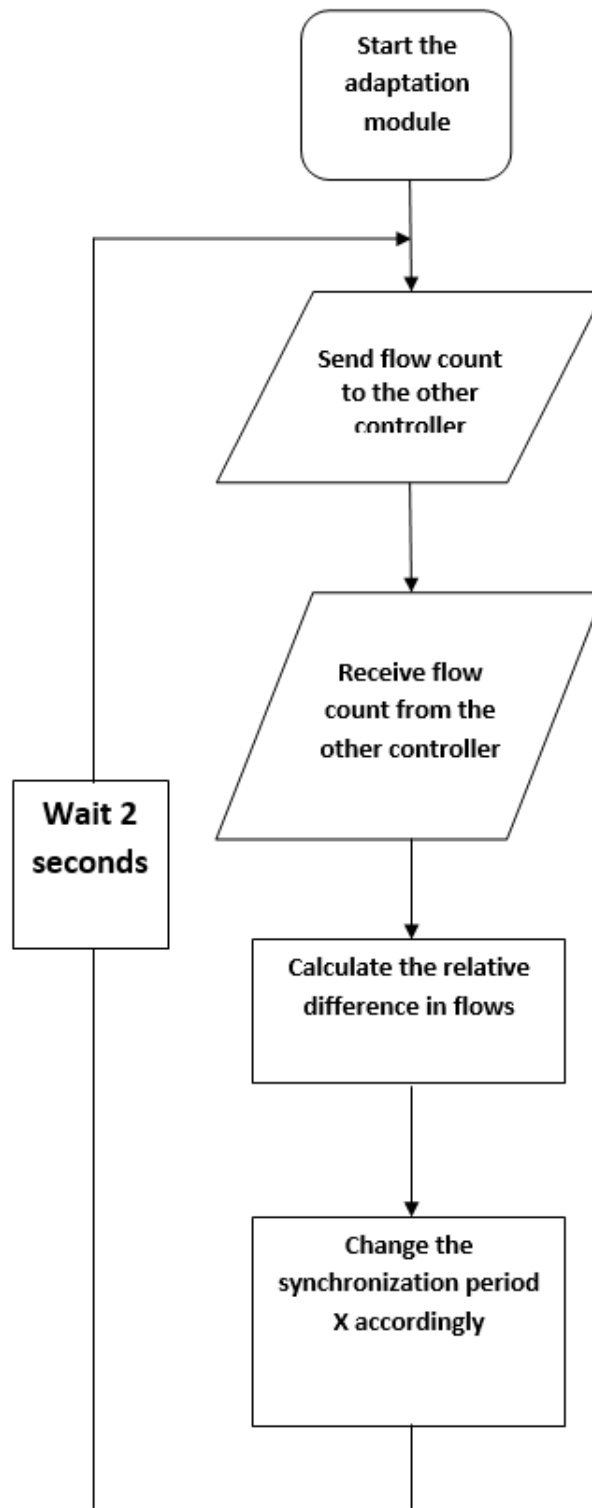 Start the
adaptation
module
Send flow count
to the other
controller
Receive flow
count from the
other controller
Wait 2
seconds
Calculate the relative
difference in flows
Change the
synchronization period
X accordingly